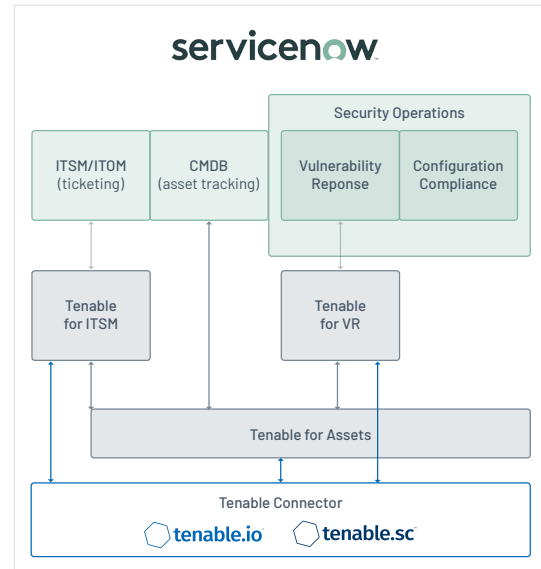 servicenow
Security Operations
ITSM/ITOM
(ticketing)
CMDB
(asset tracking)
Vulnerability
Reponse
Configuration
Compliance
Tenable
for ITSM
Tenable
for VR
Tenable for Assets
Tenable Connector
tenable.io
tenable.sc